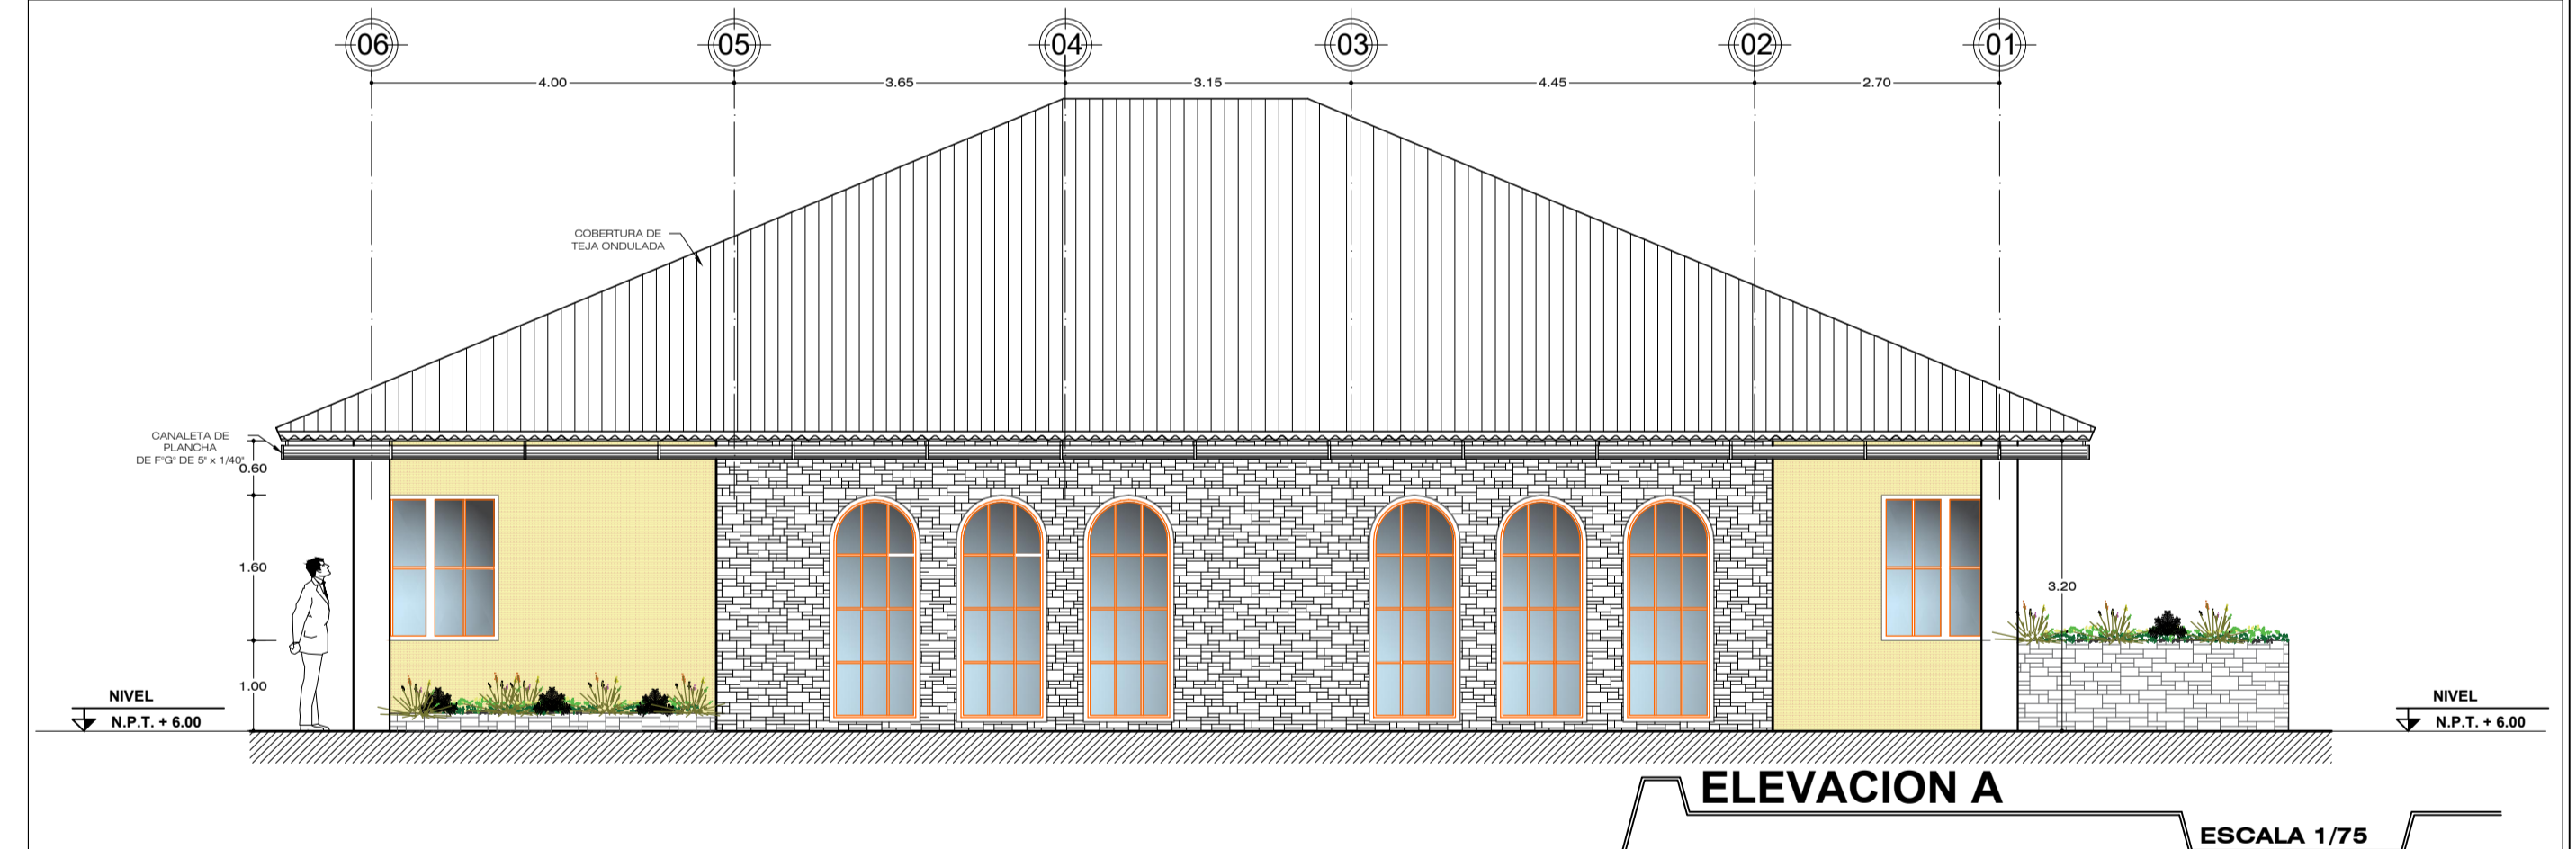 06 05 04 03 02 01
4.00 3.65 3.15 4.45 2.70
COBERTURA DE
TEJA ONDULADA
CANALETA DE
PLANCHA
DE F°G° DE 5" x 1/40"
0.60
1.60
1.00
3.20
NIVEL
N.P.T. + 6.00
NIVEL
N.P.T. + 6.00
ELEVACION A
ESCALA 1/75